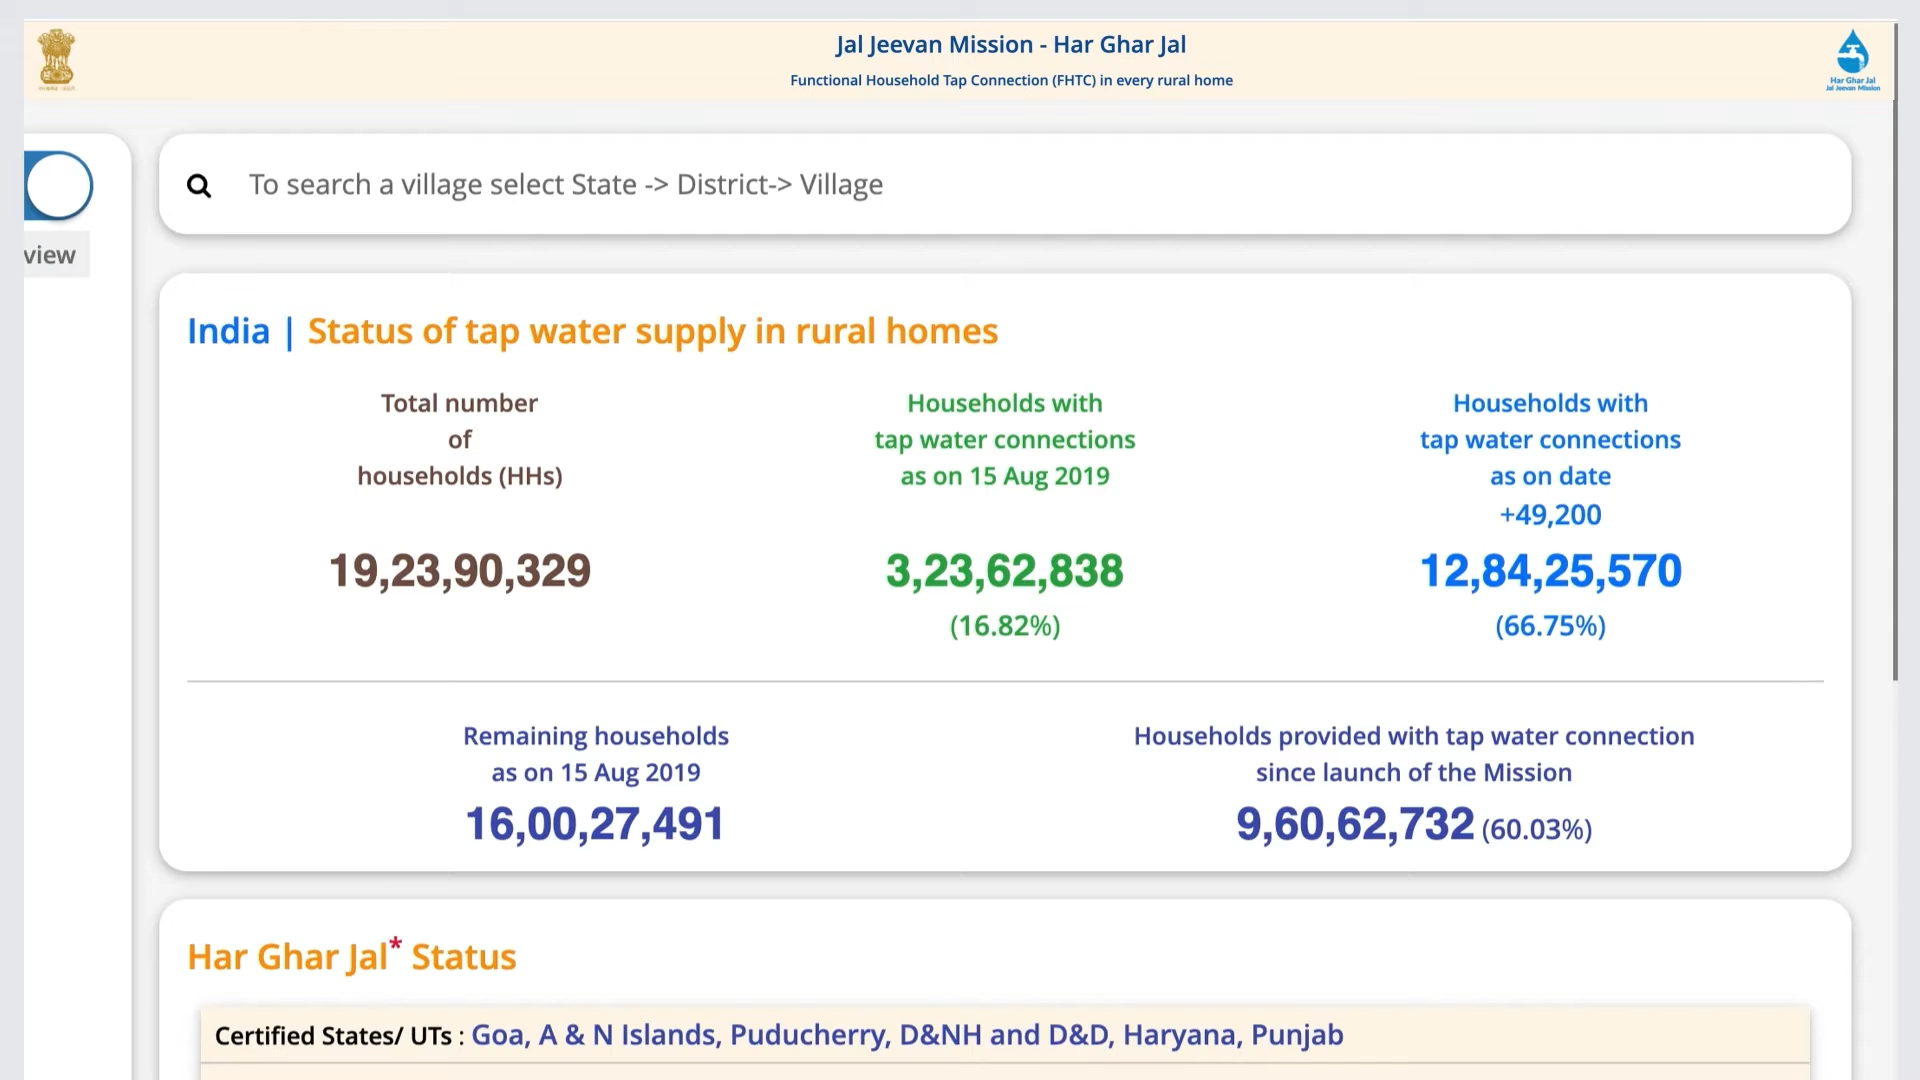 Jal Jeevan Mission - Har Ghar Jal
Functional Household Tap Connection (FHTC) in every rural home
Har Ghar Jal
Jal Jeevan Mission
view
To search a village select State -> District-> Village
India | Status of tap water supply in rural homes
Total number
of
households (HHs)
19,23,90,329
Households with
tap water connections
as on 15 Aug 2019
3,23,62,838
(16.82%)
Households with
tap water connections
as on date
+49,200
12,84,25,570
(66.75%)
Remaining households
as on 15 Aug 2019
16,00,27,491
Households provided with tap water connection
since launch of the Mission
9,60,62,732 (60.03%)
Har Ghar Jal* Status
Certified States/ UTs : Goa, A & N Islands, Puducherry, D&NH and D&D, Haryana, Punjab